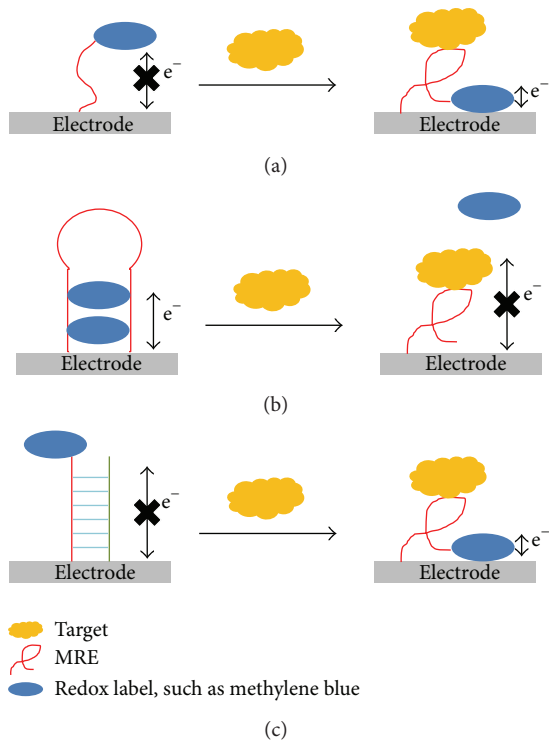 e⁻
e⁻
Electrode
Electrode
(a)
e⁻
e⁻
Electrode
Electrode
(b)
e⁻
e⁻
Electrode
Electrode
Target
MRE
Redox label, such as methylene blue
(c)